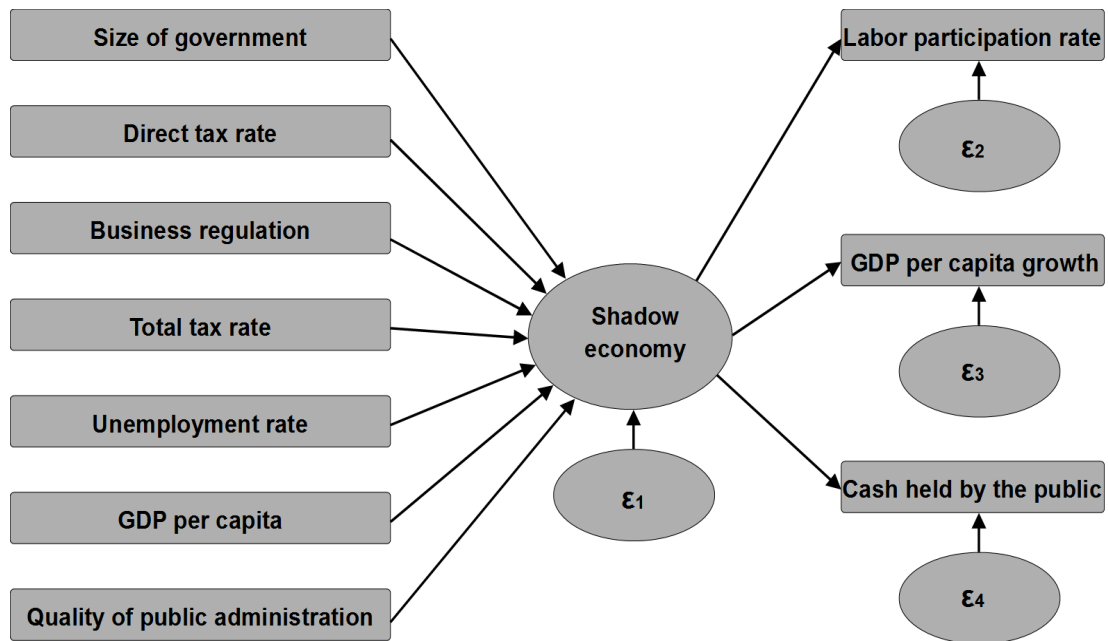 Size of government
Direct tax rate
Business regulation
Total tax rate
Unemployment rate
GDP per capita
Quality of public administration
Shadow
economy
ε1
Labor participation rate
ε2
GDP per capita growth
ε3
Cash held by the public
ε4